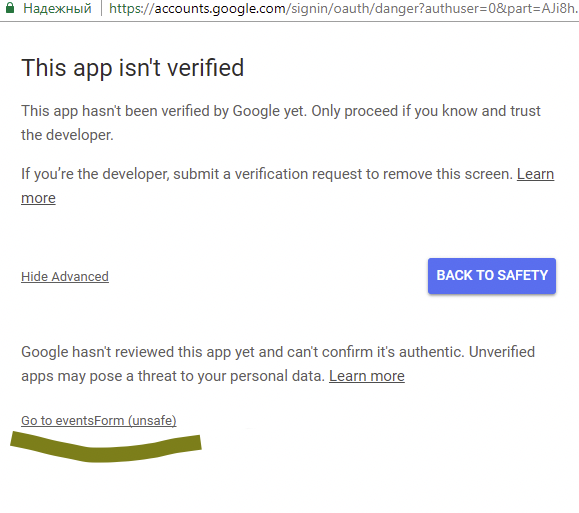 Надежный | https://accounts.google.com/signin/oauth/danger?authuser=0&part=AJi8h.
This app isn't verified
This app hasn't been verified by Google yet. Only proceed if you know and trust
the developer.
If you’re the developer, submit a verification request to remove this screen. Learn
more
Hide Advanced
BACK TO SAFETY
Google hasn't reviewed this app yet and can't confirm it's authentic. Unverified
apps may pose a threat to your personal data. Learn more
Go to eventsForm (unsafe)